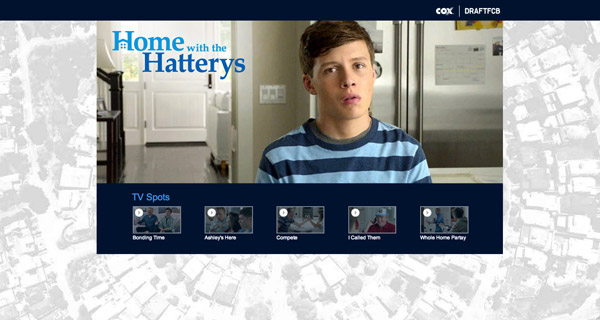 COX DRAFTFCB
Home with the
Hatterys
TV Spots
Bonding Time
Ashley's Here
Compete
I Called Them
Whole Home Partay